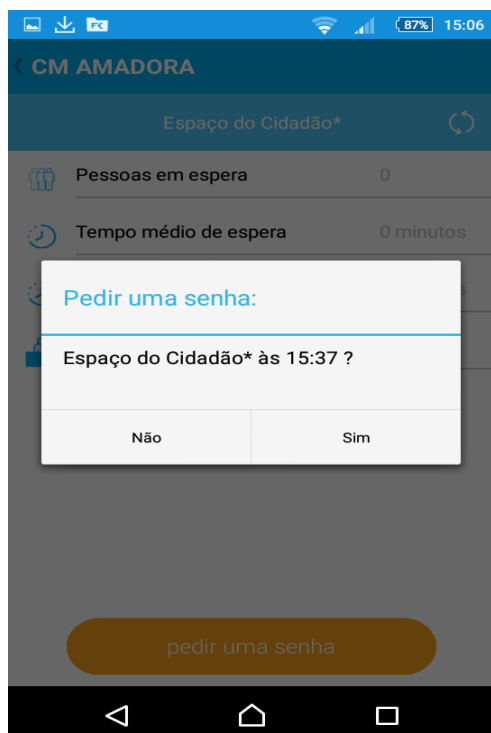 FK 87% 15:06
CM AMADORA
Espaço do Cidadão*
Pessoas em espera 0
Tempo médio de espera 0 minutos
s
Pedir uma senha:
Espaço do Cidadão* às 15:37 ?
Não Sim
pedir uma senha